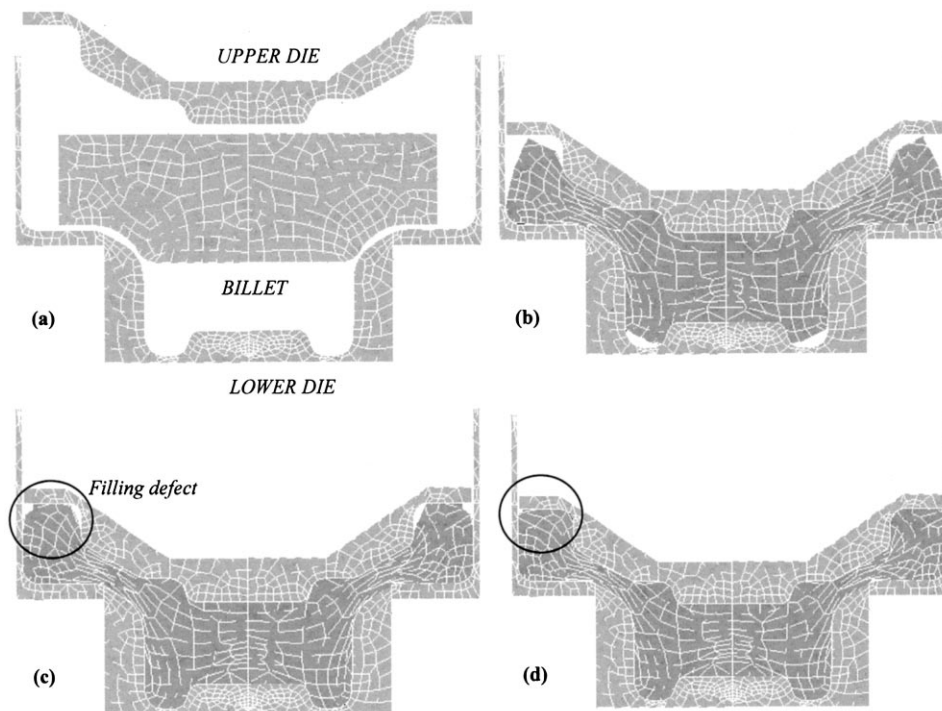 UPPER DIE
BILLET
(a)
(b)
LOWER DIE
Filling defect
(c)
(d)